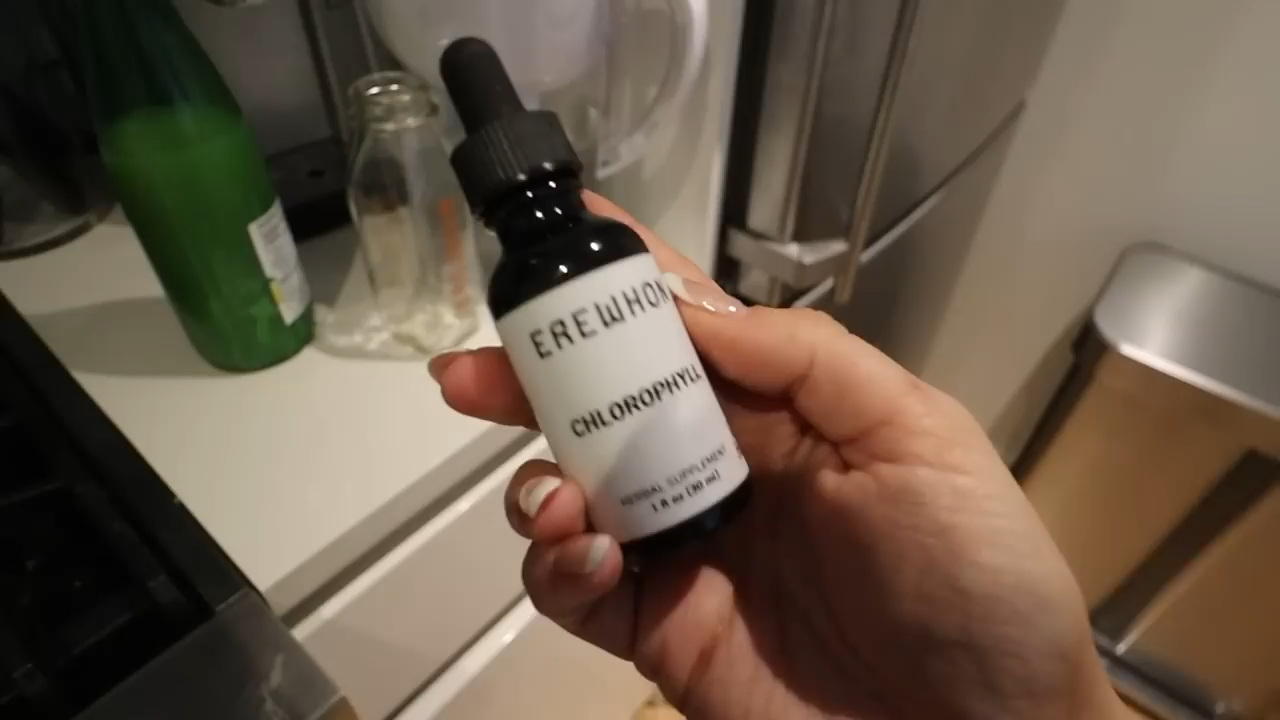 EREWHON
CHLOROPHYLL
HERBAL SUPPLEMENT
1 fl oz (30 ml)